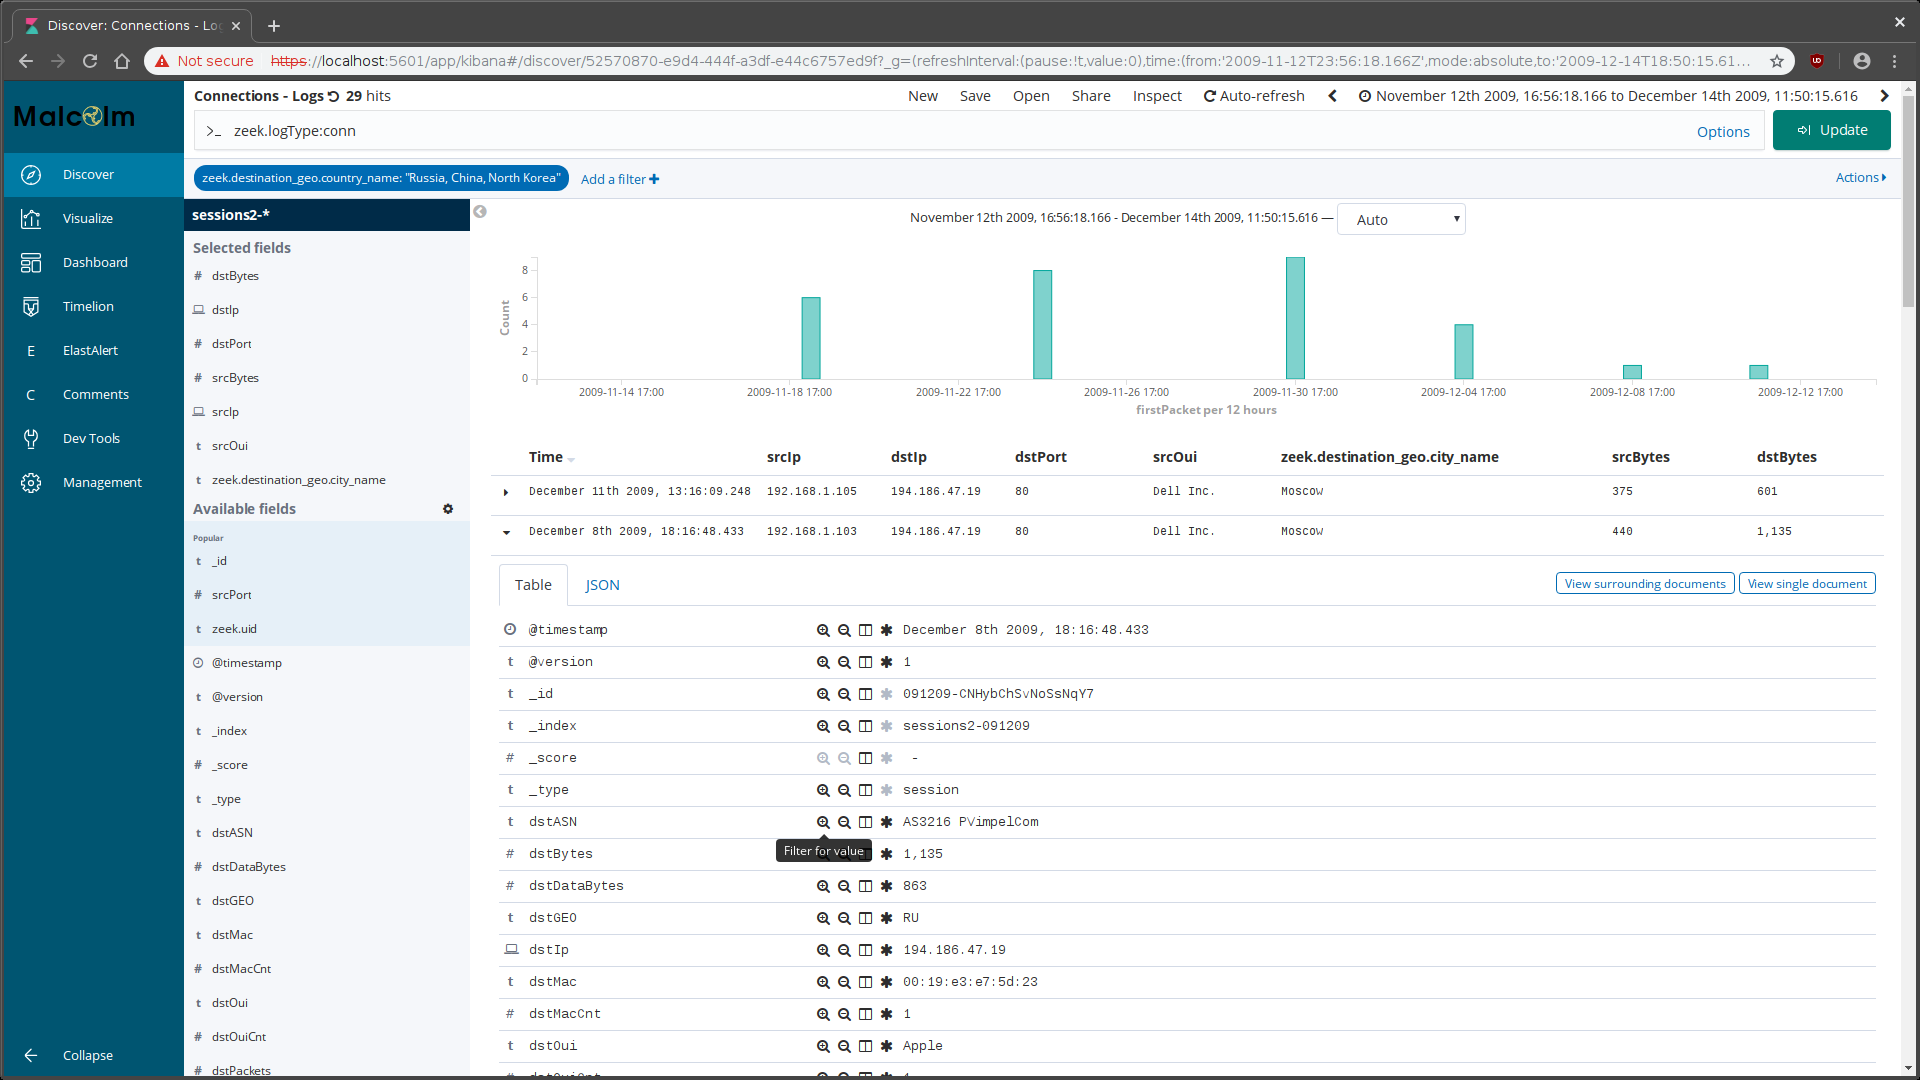 Discover: Connections - Lo
Not secure https://localhost:5601/app/kibana#/discover/52570870-e9d4-444f-a3df-e44c6757ed9f?_g=(refreshInterval:(pause:!t,value:0),time:(from:'2009-11-12T23:56:18.166Z',mode:absolute,to:'2009-12-14T18:50:15.61...
Malcolm
Discover
Visualize
Dashboard
Timelion
E ElastAlert
C Comments
Dev Tools
Management
Collapse
Connections - Logs 29 hits
New Save Open Share Inspect Auto-refresh November 12th 2009, 16:56:18.166 to December 14th 2009, 11:50:15.616
>_ zeek.logType:conn
Options
Update
zeek.destination_geo.country_name: "Russia, China, North Korea"
Add a filter
Actions
sessions2-*
Selected fields
# dstBytes
dstIp
# dstPort
# srcBytes
srcIp
t srcOui
t zeek.destination_geo.city_name
Available fields
Popular
t _id
# srcPort
t zeek.uid
@timestamp
t @version
t _index
# _score
t _type
t dstASN
# dstDataBytes
t dstGEO
t dstMac
# dstMacCnt
t dstOui
# dstOuiCnt
# dstPackets
November 12th 2009, 16:56:18.166 - December 14th 2009, 11:50:15.616 — Auto
Count
8
6
4
2
0
2009-11-14 17:00 2009-11-18 17:00 2009-11-22 17:00 2009-11-26 17:00 2009-11-30 17:00 2009-12-04 17:00 2009-12-08 17:00 2009-12-12 17:00
firstPacket per 12 hours
Time srcIp dstIp dstPort srcOui zeek.destination_geo.city_name srcBytes dstBytes
December 11th 2009, 13:16:09.248 192.168.1.105 194.186.47.19 80 Dell Inc. Moscow 375 601
December 8th 2009, 18:16:48.433 192.168.1.103 194.186.47.19 80 Dell Inc. Moscow 440 1,135
Table JSON
View surrounding documents View single document
@timestamp December 8th 2009, 18:16:48.433
t @version 1
t _id 091209-CNHybChSvNoSsNqY7
t _index sessions2-091209
# _score -
t _type session
t dstASN AS3216 PVimpelCom
Filter for value
# dstBytes 1,135
# dstDataBytes 863
t dstGEO RU
dstIp 194.186.47.19
t dstMac 00:19:e3:e7:5d:23
# dstMacCnt 1
t dstOui Apple